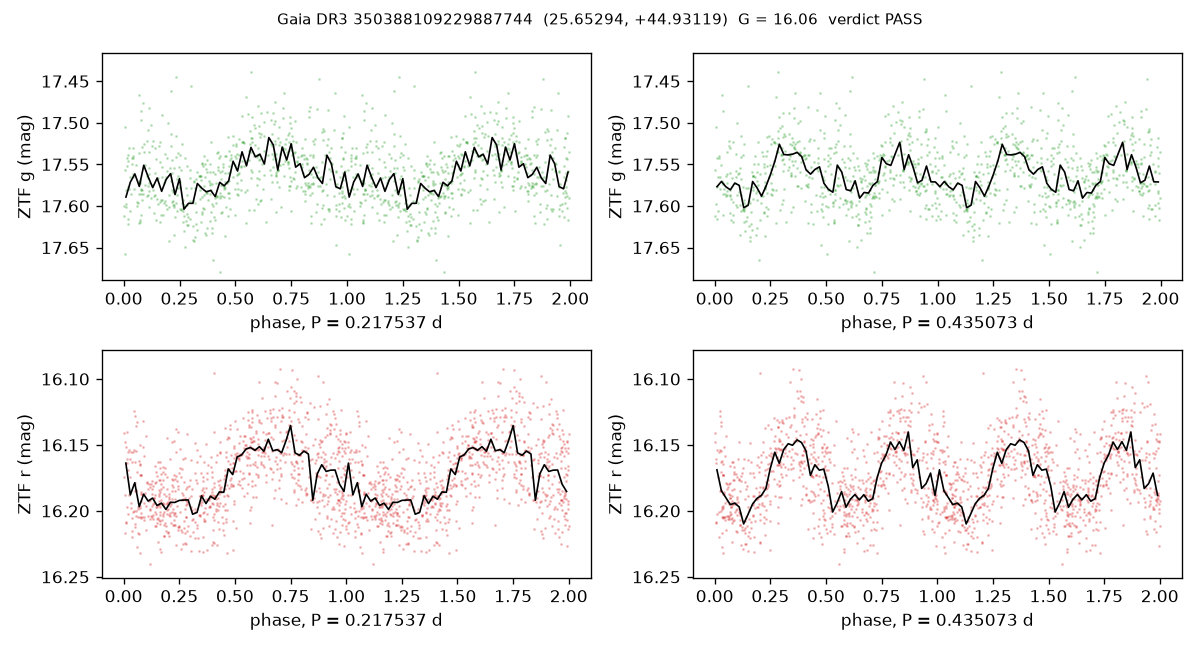 Gaia DR3 350388109229887744 (25.65294, +44.93119) G = 16.06 verdict PASS
ZTF g (mag)
17.45
17.50
17.55
17.60
17.65
0.00 0.25 0.50 0.75 1.00 1.25 1.50 1.75 2.00
phase, P = 0.217537 d
ZTF g (mag)
17.45
17.50
17.55
17.60
17.65
0.00 0.25 0.50 0.75 1.00 1.25 1.50 1.75 2.00
phase, P = 0.435073 d
ZTF r (mag)
16.10
16.15
16.20
16.25
0.00 0.25 0.50 0.75 1.00 1.25 1.50 1.75 2.00
phase, P = 0.217537 d
ZTF r (mag)
16.10
16.15
16.20
16.25
0.00 0.25 0.50 0.75 1.00 1.25 1.50 1.75 2.00
phase, P = 0.435073 d